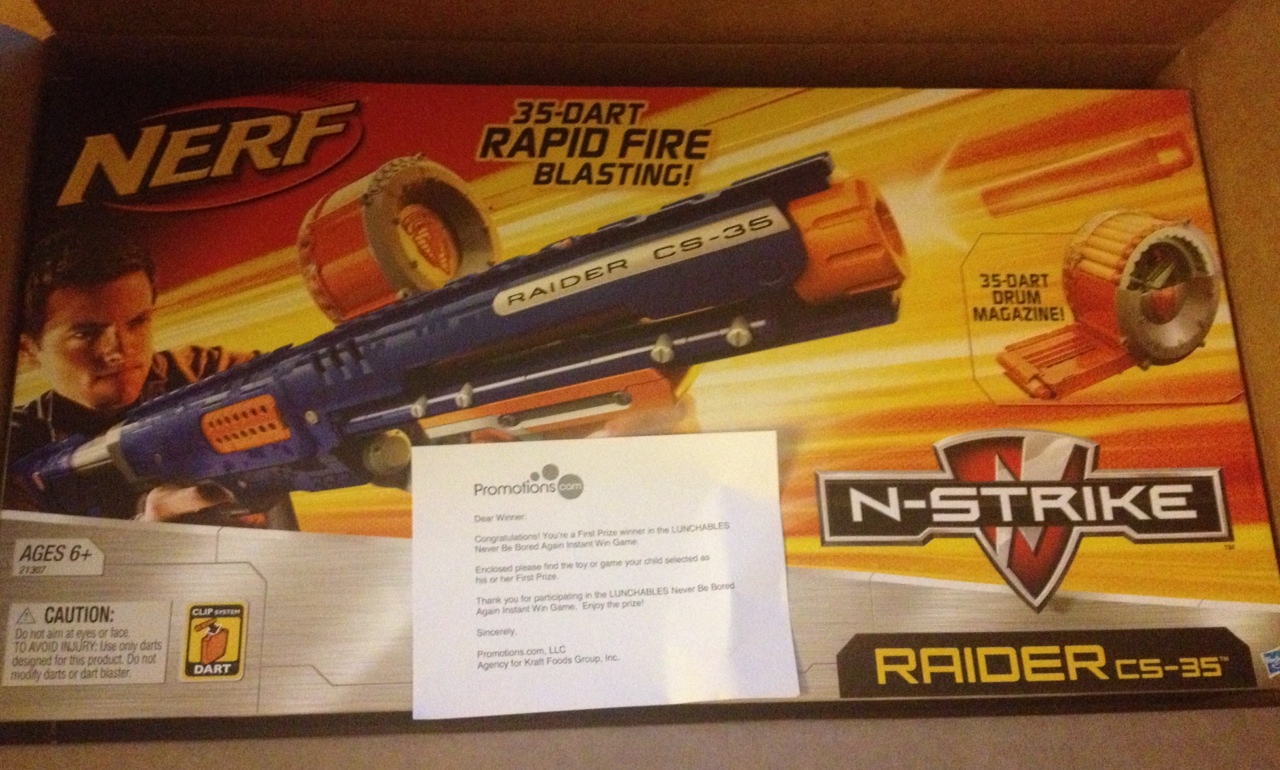 NERF
35-DART
RAPID FIRE
BLASTING!
RAIDER CS-35
35-DART
DRUM
MAGAZINE!
N-STRIKE
TM
AGES 6+
21307
CAUTION:
Do not aim at eyes or face.
TO AVOID INJURY: Use only darts
designed for this product. Do not
modify darts or dart blaster.
CLIP SYSTEM
DART
Promotions.com
Dear Winner:
Congratulations! You're a First Prize winner in the LUNCHABLES
Never Be Bored Again Instant Win Game.
Enclosed please find the toy or game your child selected as
his or her First Prize.
Thank you for participating in the LUNCHABLES Never Be Bored
Again Instant Win Game. Enjoy the prize!
Sincerely,
Promotions.com, LLC
Agency for Kraft Foods Group, Inc.
RAIDER CS-35™